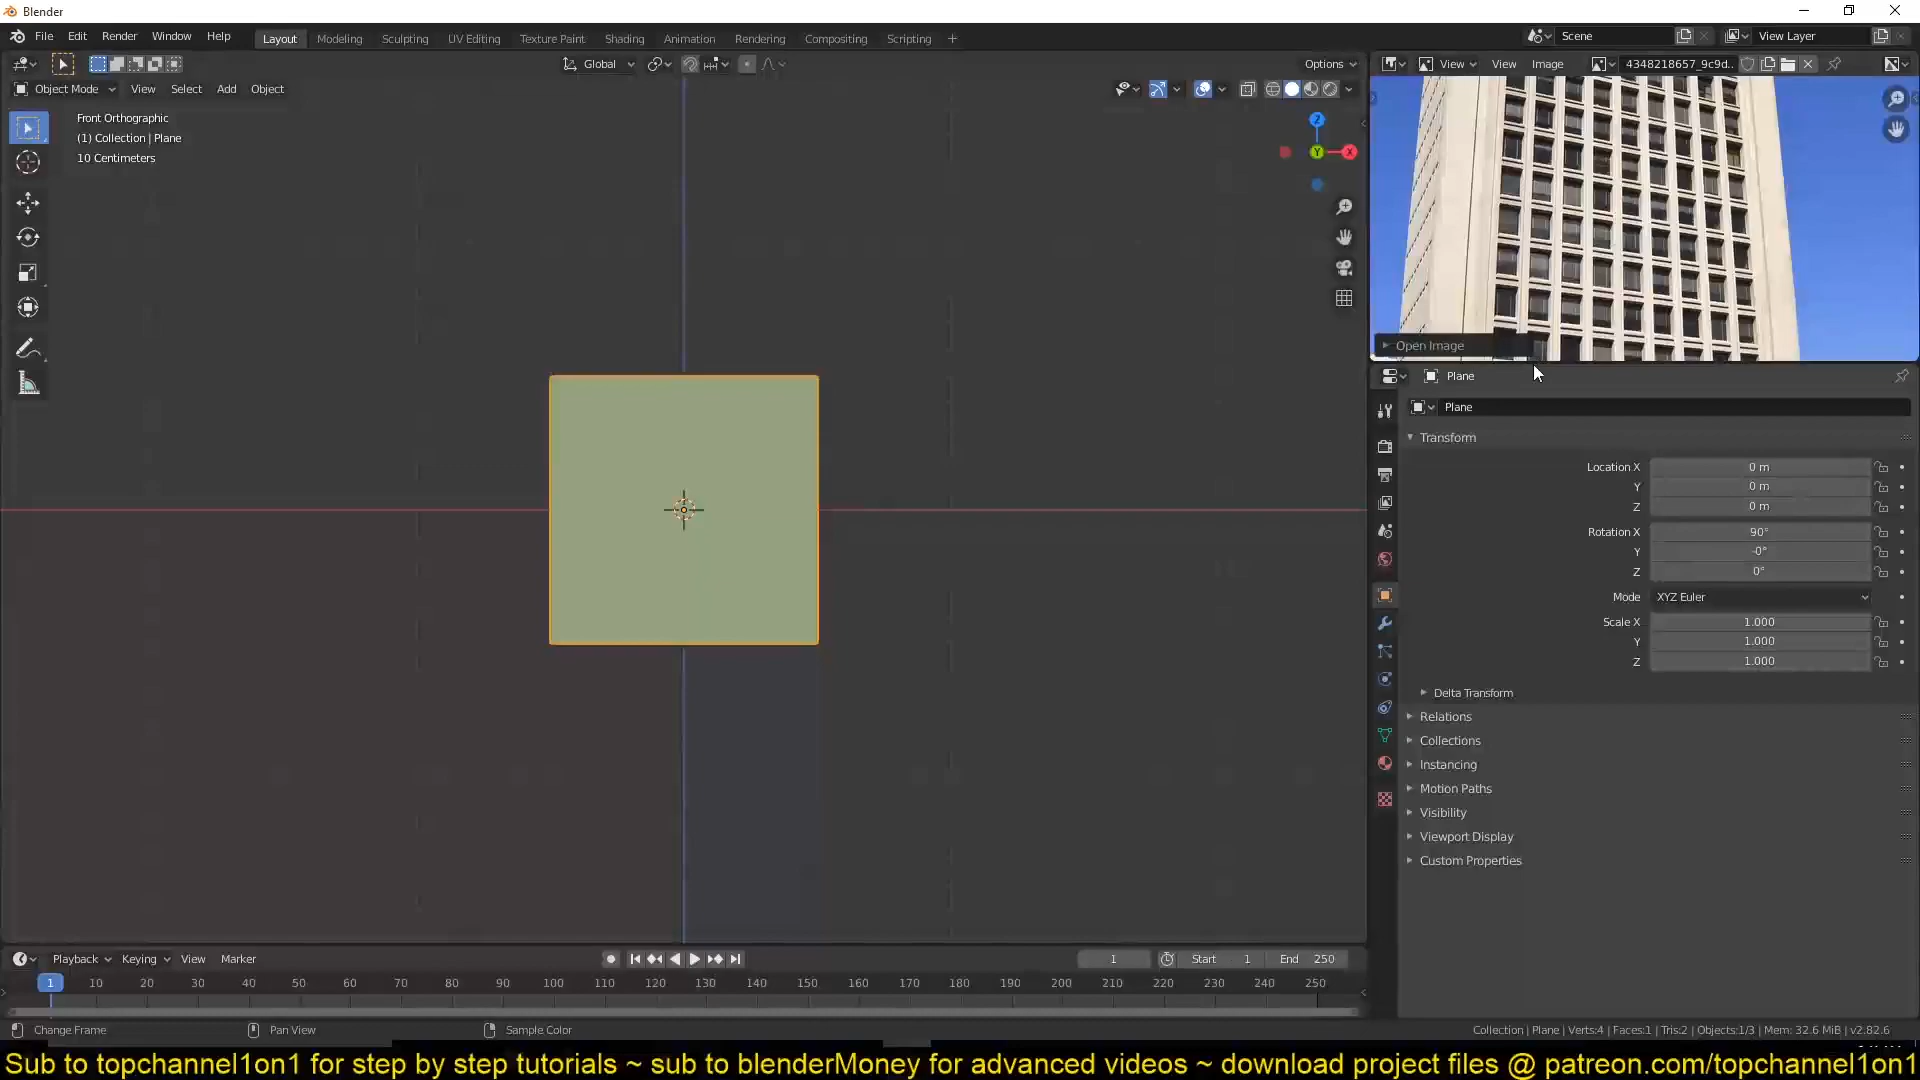 Blender
File Edit Render Window Help Layout Modeling Sculpting UV Editing Texture Paint Shading Animation Rendering Compositing Scripting + Scene View Layer
Global Options View View Image 4348218657_9c9d..
Object Mode View Select Add Object
Front Orthographic
(1) Collection | Plane
10 Centimeters
Z
Y X
Open Image
Plane
Plane
Transform
Location X 0 m
Y 0 m
Z 0 m
Rotation X 90°
Y -0°
Z 0°
Mode XYZ Euler
Scale X 1.000
Y 1.000
Z 1.000
Delta Transform
Relations
Collections
Instancing
Motion Paths
Visibility
Viewport Display
Custom Properties
Playback Keying View Marker 1 Start 1 End 250
1 10 20 30 40 50 60 70 80 90 100 110 120 130 140 150 160 170 180 190 200 210 220 230 240 250
Change Frame Pan View Sample Color Collection | Plane | Verts:4 | Faces:1 | Tris:2 | Objects:1/3 | Mem: 32.6 MiB | v2.82.6
Sub to topchannel1on1 for step by step tutorials ~ sub to blenderMoney for advanced videos ~ download project files @ patreon.com/topchannel1on1